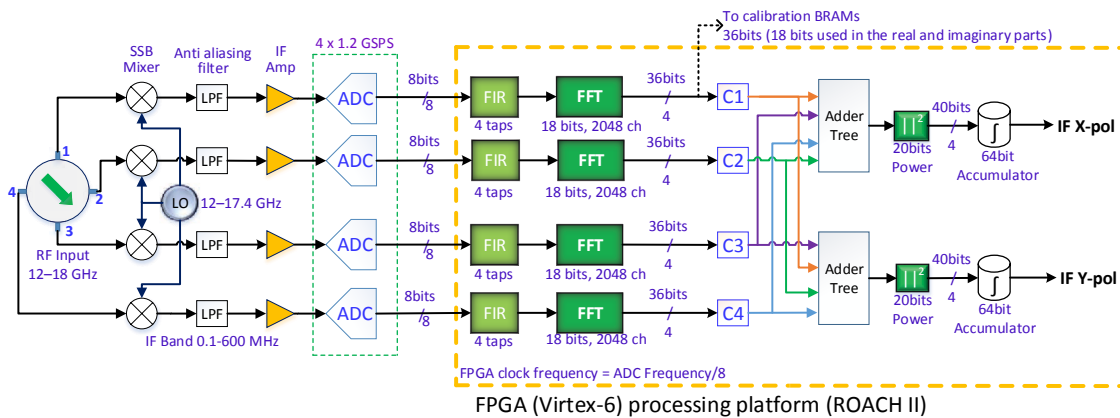 SSB
Mixer
Anti aliasing
filter
IF
Amp
4 x 1.2 GSPS
To calibration BRAMs
36bits (18 bits used in the real and imaginary parts)
LPF
ADC
8bits
8
FIR
4 taps
FFT
18 bits, 2048 ch
36bits
4
C1
Adder
Tree
||²
20bits
Power
40bits
4
∫
64bit
Accumulator
IF X-pol
1
2
3
4
RF Input
12–18 GHz
LO
12–17.4 GHz
LPF
ADC
8bits
8
FIR
4 taps
FFT
18 bits, 2048 ch
36bits
4
C2
LPF
ADC
8bits
8
FIR
4 taps
FFT
18 bits, 2048 ch
36bits
4
C3
Adder
Tree
||²
20bits
Power
40bits
4
∫
64bit
Accumulator
IF Y-pol
LPF
IF Band 0.1-600 MHz
ADC
8bits
8
FIR
4 taps
FFT
18 bits, 2048 ch
36bits
4
C4
FPGA clock frequency = ADC Frequency/8
FPGA (Virtex-6) processing platform (ROACH II)